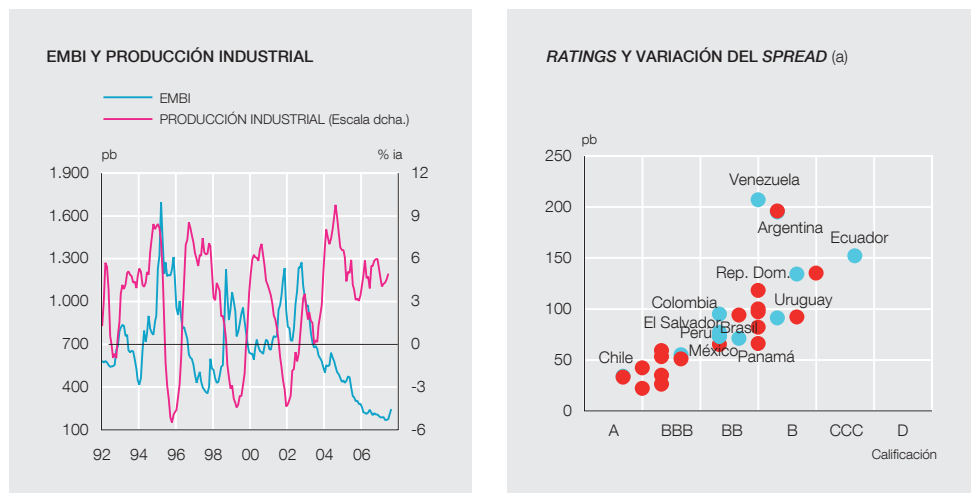 EMBI Y PRODUCCIÓN INDUSTRIAL
EMBI
PRODUCCIÓN INDUSTRIAL (Escala dcha.)
pb
% ia
1.900
1.600
1.300
1.000
700
400
100
12
9
6
3
0
-3
-6
92 94 96 98 00 02 04 06
RATINGS Y VARIACIÓN DEL SPREAD (a)
pb
250
200
150
100
50
0
Venezuela
Argentina
Ecuador
Rep. Dom.
Colombia
Uruguay
El Salvador
Perú
Brasil
Chile
México
Panamá
A BBB BB B CCC D
Calificación